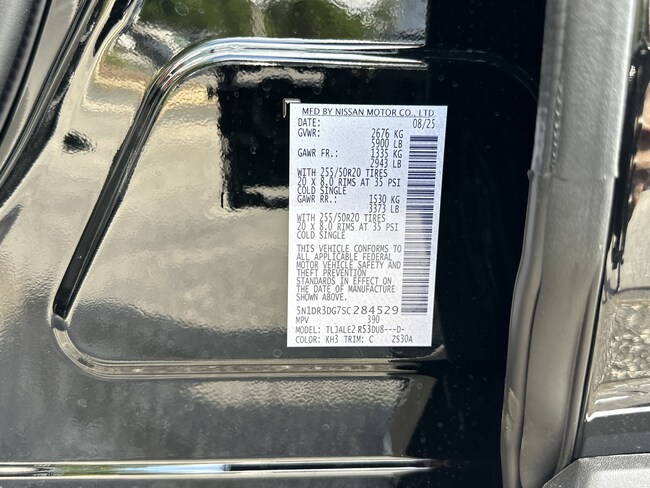 MFD BY NISSAN MOTOR CO., LTD.
DATE: 08/25
GVWR: 2676 KG
5900 LB
GAWR FR.: 1335 KG
2943 LB
WITH 255/50R20 TIRES
20 X 8.0 RIMS AT 35 PSI
COLD SINGLE
GAWR RR.: 1530 KG
3373 LB
WITH 255/50R20 TIRES
20 X 8.0 RIMS AT 35 PSI
COLD SINGLE
THIS VEHICLE CONFORMS TO
ALL APPLICABLE FEDERAL
MOTOR VEHICLE SAFETY AND
THEFT PREVENTION
STANDARDS IN EFFECT ON
THE DATE OF MANUFACTURE
SHOWN ABOVE.
5N1DR3DG7SC284529
MPV 390
MODEL: TLJALE2 R53DU8---D-
COLOR: KH3 TRIM: C ZS30A